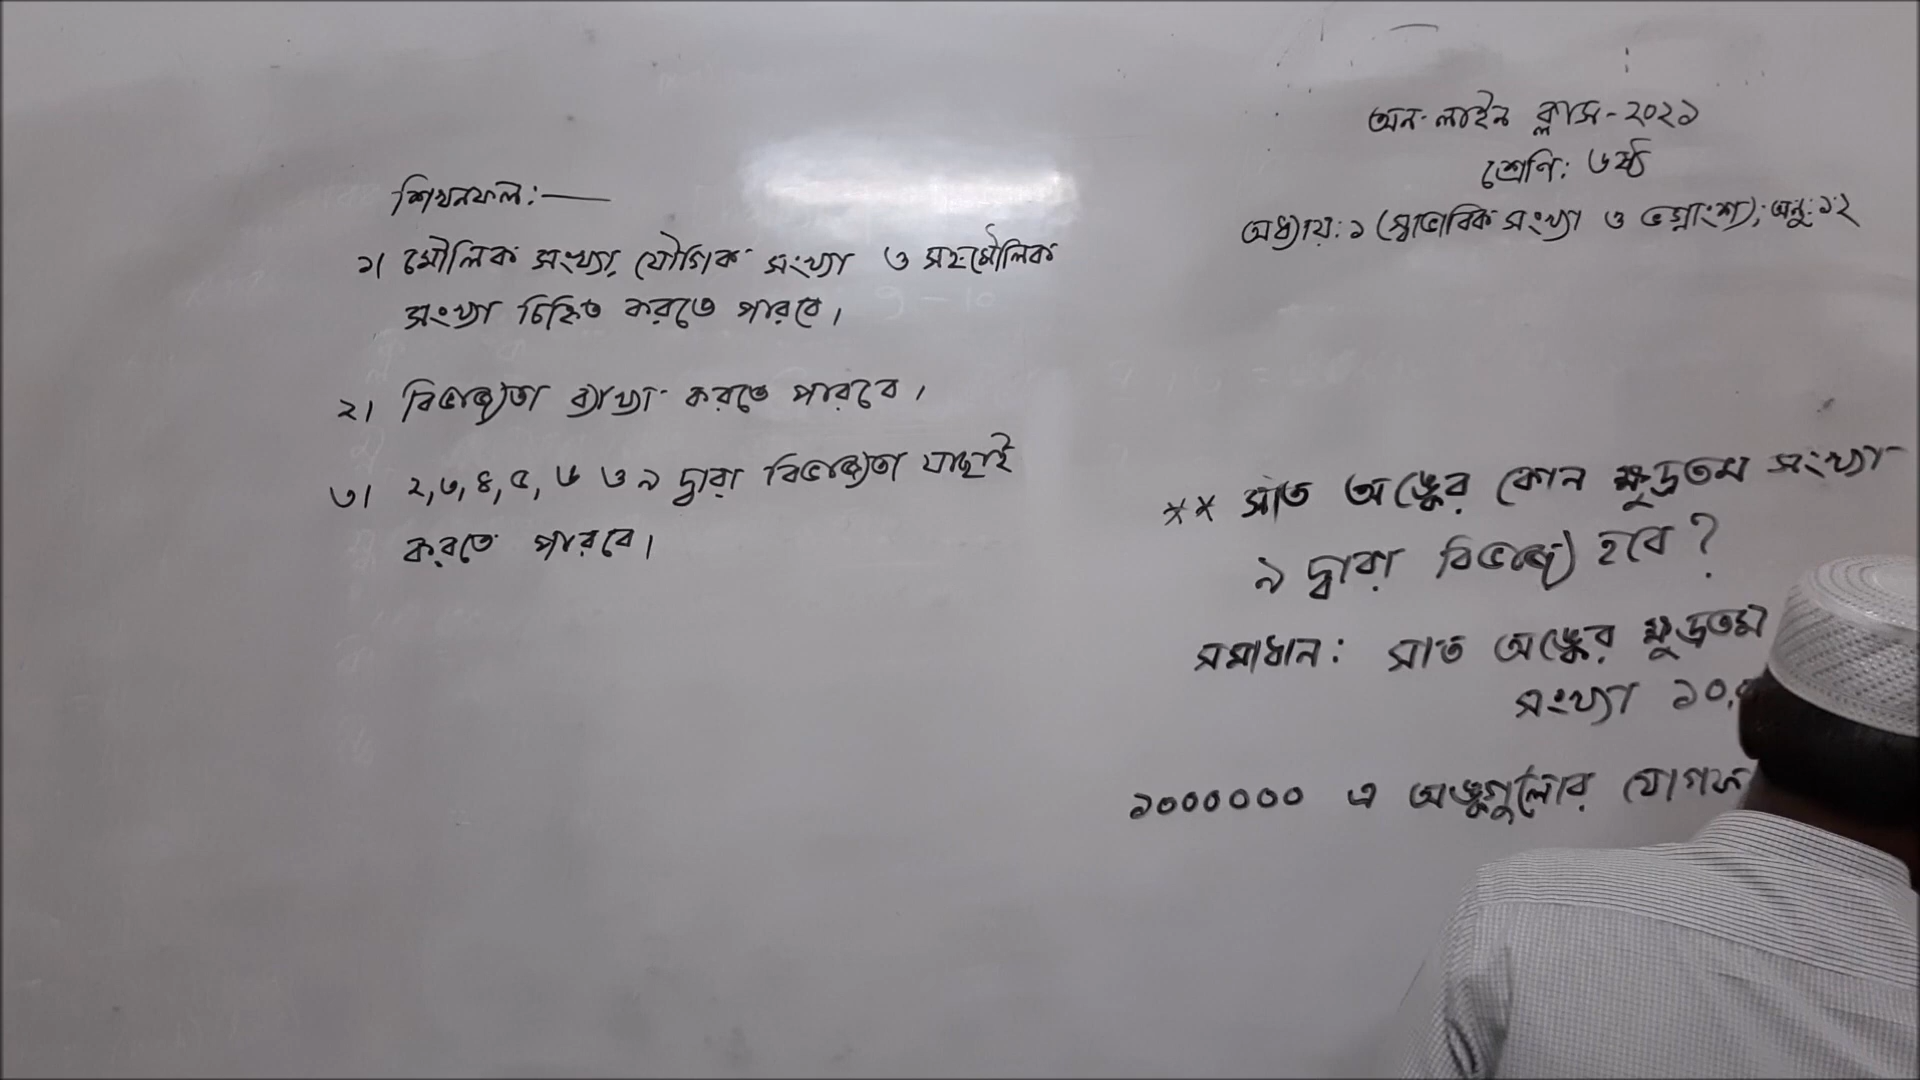 অন-লাইন ক্লাস-২০২১
শ্রেণি: ৬ষ্ঠ
অধ্যায়: ১ (স্বাভাবিক সংখ্যা ও ভগ্নাংশ); অনু: ১.২
শিখনফল:—
১। মৌলিক সংখ্যা, যৌগিক সংখ্যা ও সহমৌলিক
সংখ্যা চিহ্নিত করতে পারবে।
২। বিভাজ্যতা ব্যাখ্যা করতে পারবে।
৩। ২,৩,৪,৫, ৬ ও ৯ দ্বারা বিভাজ্যতা যাচাই
করতে পারবে।
** সাত অঙ্কের কোন ক্ষুদ্রতম সংখ্যা
৯ দ্বারা বিভাজ্য হবে?
সমাধান: সাত অঙ্কের ক্ষুদ্রতম
সংখ্যা ১০,
১০০০০০০ এ অঙ্কগুলোর